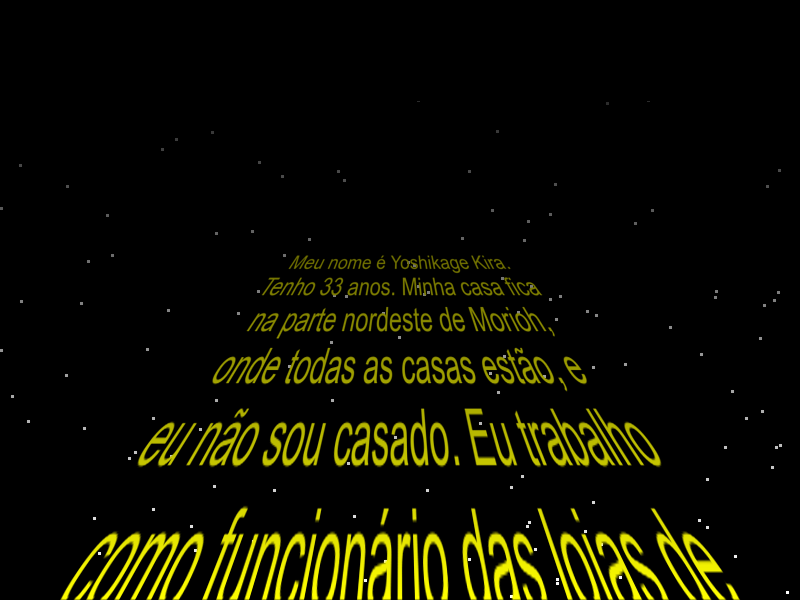 Meu nome é Yoshikage Kira.
Tenho 33 anos. Minha casa fica
na parte nordeste de Morioh,
onde todas as casas estão, e
eu não sou casado. Eu trabalho
como funcionário das lojas de